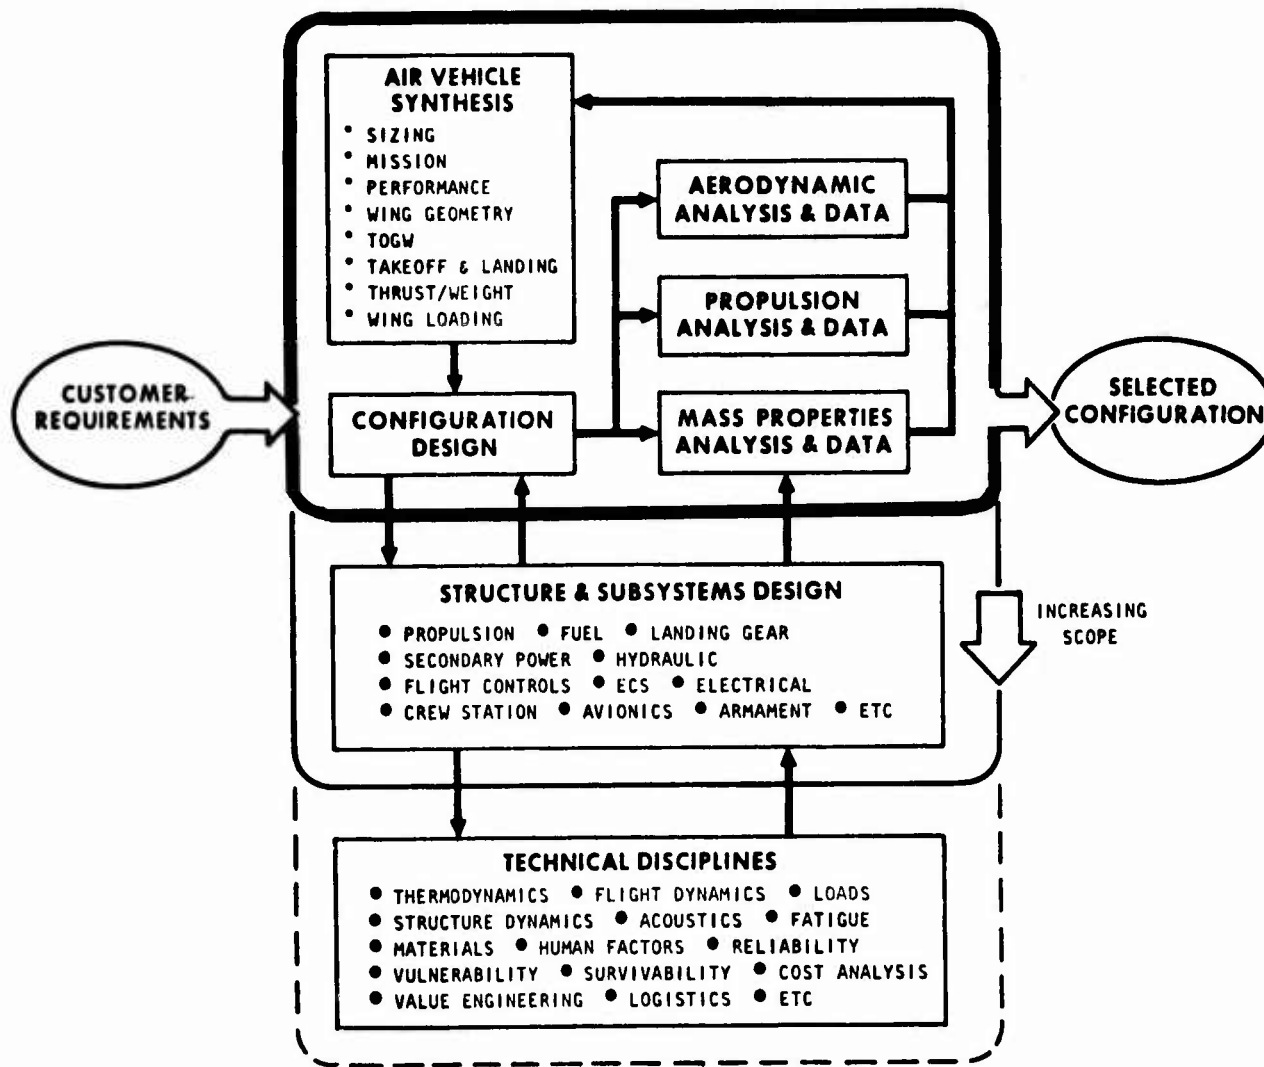 AIR VEHICLE
SYNTHESIS
• SIZING
• MISSION
• PERFORMANCE
• WING GEOMETRY
• TOGW
• TAKEOFF & LANDING
• THRUST/WEIGHT
• WING LOADING
AERODYNAMIC
ANALYSIS & DATA
PROPULSION
ANALYSIS & DATA
CUSTOMER
REQUIREMENTS
CONFIGURATION
DESIGN
MASS PROPERTIES
ANALYSIS & DATA
SELECTED
CONFIGURATION
STRUCTURE & SUBSYSTEMS DESIGN
● PROPULSION ● FUEL ● LANDING GEAR
● SECONDARY POWER ● HYDRAULIC
● FLIGHT CONTROLS ● ECS ● ELECTRICAL
● CREW STATION ● AVIONICS ● ARMAMENT ● ETC
INCREASING
SCOPE
TECHNICAL DISCIPLINES
● THERMODYNAMICS ● FLIGHT DYNAMICS ● LOADS
● STRUCTURE DYNAMICS ● ACOUSTICS ● FATIGUE
● MATERIALS ● HUMAN FACTORS ● RELIABILITY
● VULNERABILITY ● SURVIVABILITY ● COST ANALYSIS
● VALUE ENGINEERING ● LOGISTICS ● ETC